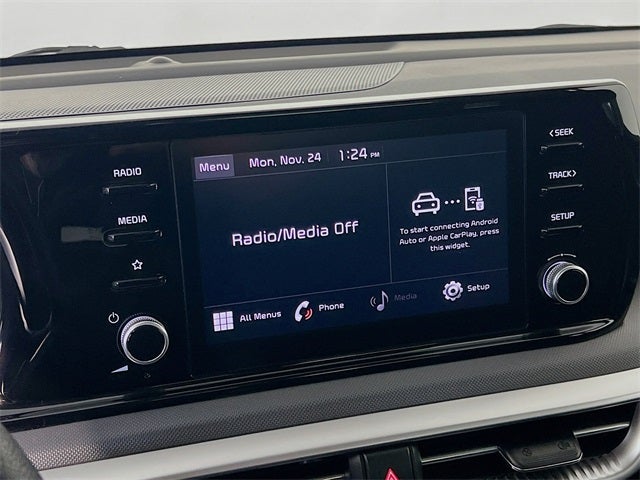 Menu Mon, Nov. 24 1:24 PM
Radio/Media Off
To start connecting Android
Auto or Apple CarPlay, press
this widget.
All Menus Phone Media Setup
RADIO
MEDIA
< SEEK
TRACK >
SETUP